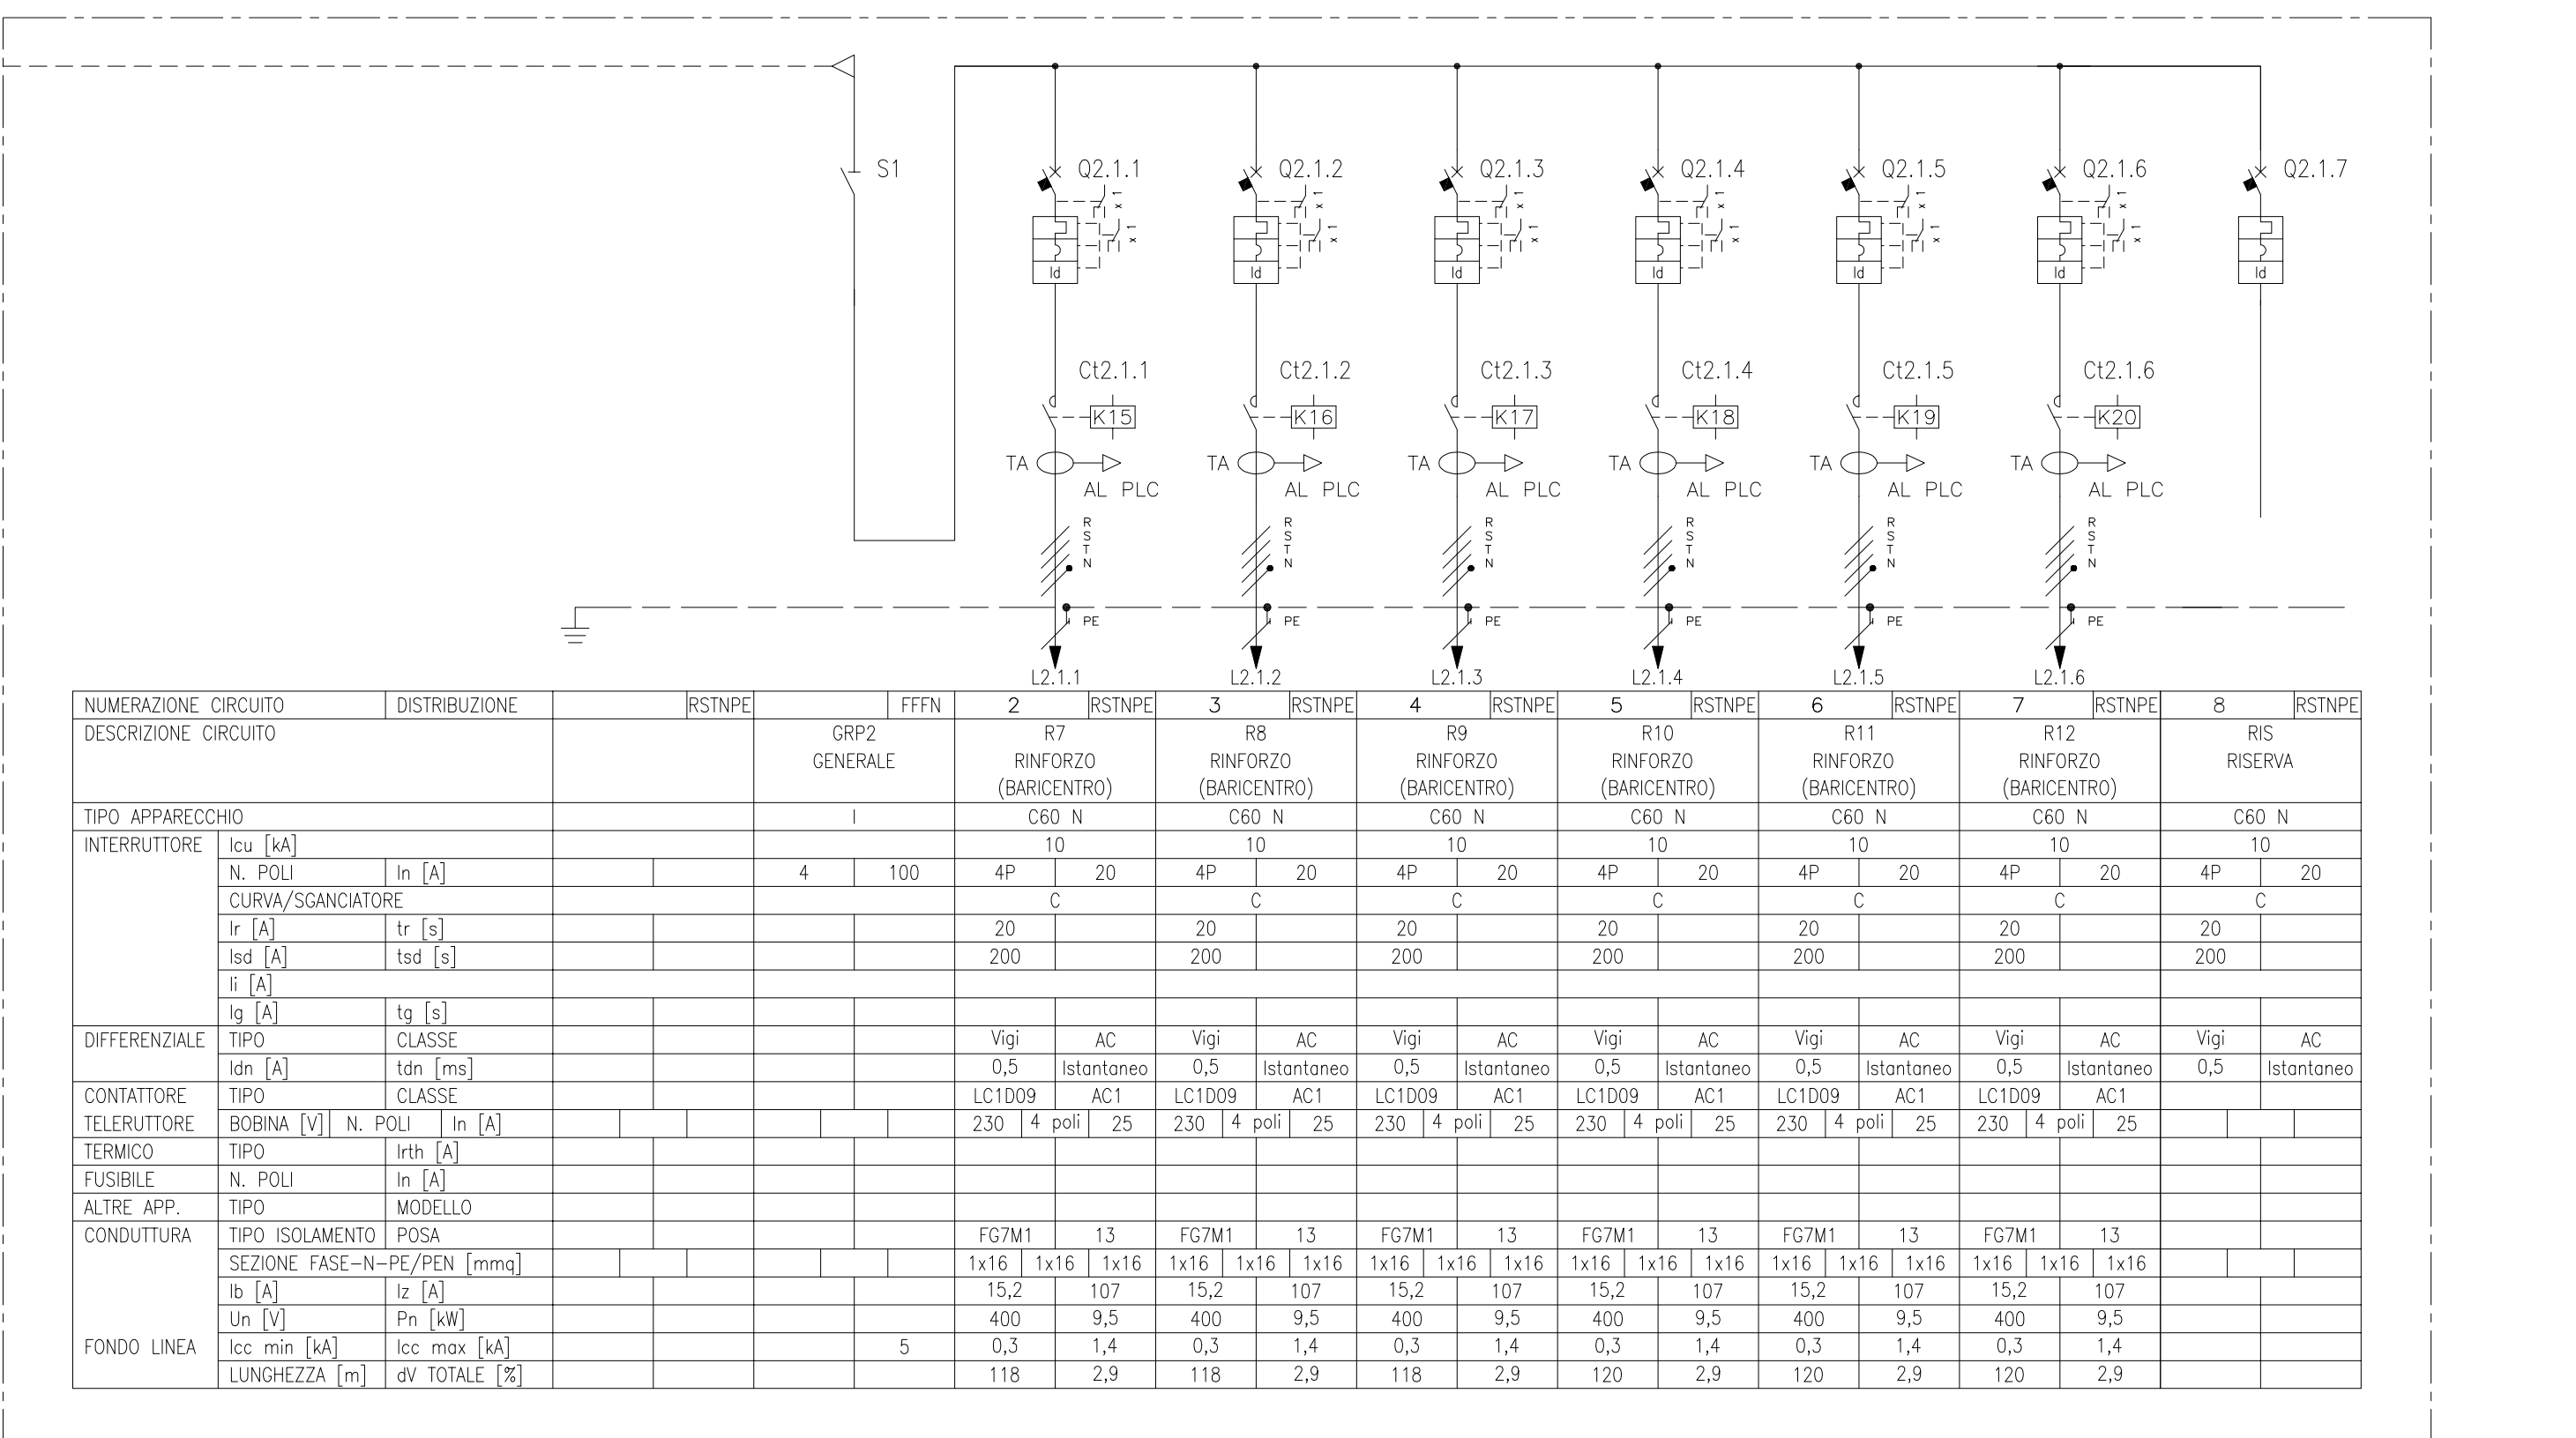 S1 Q2.1.1 Q2.1.2 Q2.1.3 Q2.1.4 Q2.1.5 Q2.1.6 Q2.1.7
x 1 x 1 x 1 x 1 x 1 x 1
x 1 x 1 x 1 x 1 x 1 x 1
Id Id Id Id Id Id Id
Ct2.1.1 Ct2.1.2 Ct2.1.3 Ct2.1.4 Ct2.1.5 Ct2.1.6
K15 K16 K17 K18 K19 K20
TA TA TA TA TA TA
AL PLC AL PLC AL PLC AL PLC AL PLC AL PLC
R R R R R R
S S S S S S
T T T T T T
N N N N N N
PE PE PE PE PE PE
L2.1.1 L2.1.2 L2.1.3 L2.1.4 L2.1.5 L2.1.6
NUMERAZIONE CIRCUITO DISTRIBUZIONE RSTNPE FFFN 2 RSTNPE 3 RSTNPE 4 RSTNPE 5 RSTNPE 6 RSTNPE 7 RSTNPE 8 RSTNPE
DESCRIZIONE CIRCUITO GRP2 R7 R8 R9 R10 R11 R12 RIS
GENERALE RINFORZO RINFORZO RINFORZO RINFORZO RINFORZO RINFORZO RISERVA
(BARICENTRO) (BARICENTRO) (BARICENTRO) (BARICENTRO) (BARICENTRO) (BARICENTRO)
TIPO APPARECCHIO I C60 N C60 N C60 N C60 N C60 N C60 N C60 N
INTERRUTTORE Icu [kA] 10 10 10 10 10 10 10
N. POLI In [A] 4 100 4P 20 4P 20 4P 20 4P 20 4P 20 4P 20 4P 20
CURVA/SGANCIATORE C C C C C C C
Ir [A] tr [s] 20 20 20 20 20 20 20
Isd [A] tsd [s] 200 200 200 200 200 200 200
Ii [A]
Ig [A] tg [s]
DIFFERENZIALE TIPO CLASSE Vigi AC Vigi AC Vigi AC Vigi AC Vigi AC Vigi AC Vigi AC
Idn [A] tdn [ms] 0,5 Istantaneo 0,5 Istantaneo 0,5 Istantaneo 0,5 Istantaneo 0,5 Istantaneo 0,5 Istantaneo 0,5 Istantaneo
CONTATTORE TIPO CLASSE LC1D09 AC1 LC1D09 AC1 LC1D09 AC1 LC1D09 AC1 LC1D09 AC1 LC1D09 AC1
TELERUTTORE BOBINA [V] N. POLI In [A] 230 4 poli 25 230 4 poli 25 230 4 poli 25 230 4 poli 25 230 4 poli 25 230 4 poli 25
TERMICO TIPO Irth [A]
FUSIBILE N. POLI In [A]
ALTRE APP. TIPO MODELLO
CONDUTTURA TIPO ISOLAMENTO POSA FG7M1 13 FG7M1 13 FG7M1 13 FG7M1 13 FG7M1 13 FG7M1 13
SEZIONE FASE-N-PE/PEN [mmq] 1x16 1x16 1x16 1x16 1x16 1x16 1x16 1x16 1x16 1x16 1x16 1x16 1x16 1x16 1x16 1x16 1x16 1x16
Ib [A] Iz [A] 15,2 107 15,2 107 15,2 107 15,2 107 15,2 107 15,2 107
Un [V] Pn [kW] 400 9,5 400 9,5 400 9,5 400 9,5 400 9,5 400 9,5
FONDO LINEA Icc min [kA] Icc max [kA] 5 0,3 1,4 0,3 1,4 0,3 1,4 0,3 1,4 0,3 1,4 0,3 1,4
LUNGHEZZA [m] dV TOTALE [%] 118 2,9 118 2,9 118 2,9 120 2,9 120 2,9 120 2,9